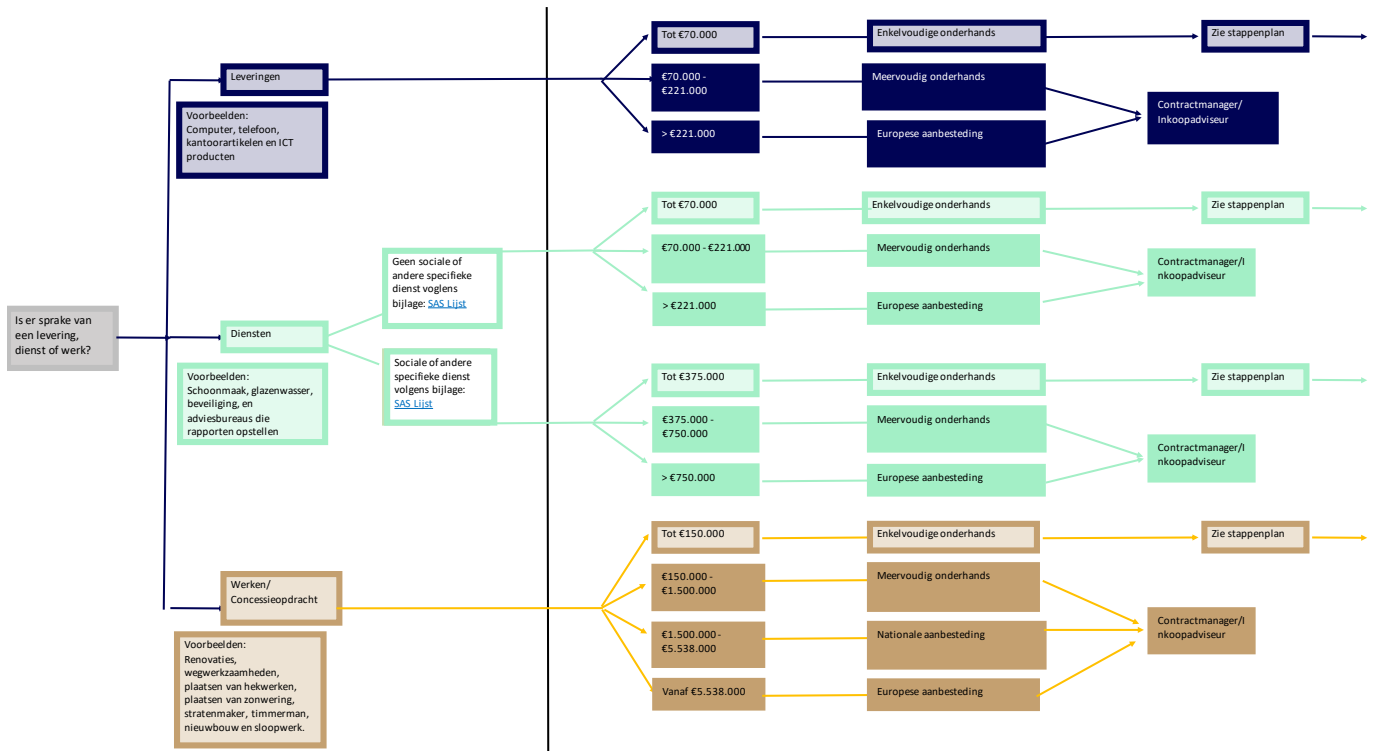 Is er sprake van
een levering,
dienst of werk?
Leveringen
Voorbeelden:
Computer, telefoon,
kantoorartikelen en ICT
producten
Tot €70.000
Enkelvoudige onderhands
Zie stappenplan
€70.000 -
€221.000
Meervoudig onderhands
> €221.000
Europese aanbesteding
Contractmanager/
Inkoopadviseur
Diensten
Voorbeelden:
Schoonmaak, glazenwasser,
beveiliging, en
adviesbureaus die
rapporten opstellen
Geen sociale of
andere specifieke
dienst voglens
bijlage: SAS Lijst
Tot €70.000
Enkelvoudige onderhands
Zie stappenplan
€70.000 - €221.000
Meervoudig onderhands
> €221.000
Europese aanbesteding
Contractmanager/I
nkoopadviseur
Sociale of andere
specifieke dienst
volgens bijlage:
SAS Lijst
Tot €375.000
Enkelvoudige onderhands
Zie stappenplan
€375.000 -
€750.000
Meervoudig onderhands
> €750.000
Europese aanbesteding
Contractmanager/I
nkoopadviseur
Werken/
Concessieopdracht
Voorbeelden:
Renovaties,
wegwerkzaamheden,
plaatsen van hekwerken,
plaatsen van zonwering,
stratenmaker, timmerman,
nieuwbouw en sloopwerk.
Tot €150.000
Enkelvoudige onderhands
Zie stappenplan
€150.000 -
€1.500.000
Meervoudig onderhands
€1.500.000 -
€5.538.000
Nationale aanbesteding
Vanaf €5.538.000
Europese aanbesteding
Contractmanager/I
nkoopadviseur